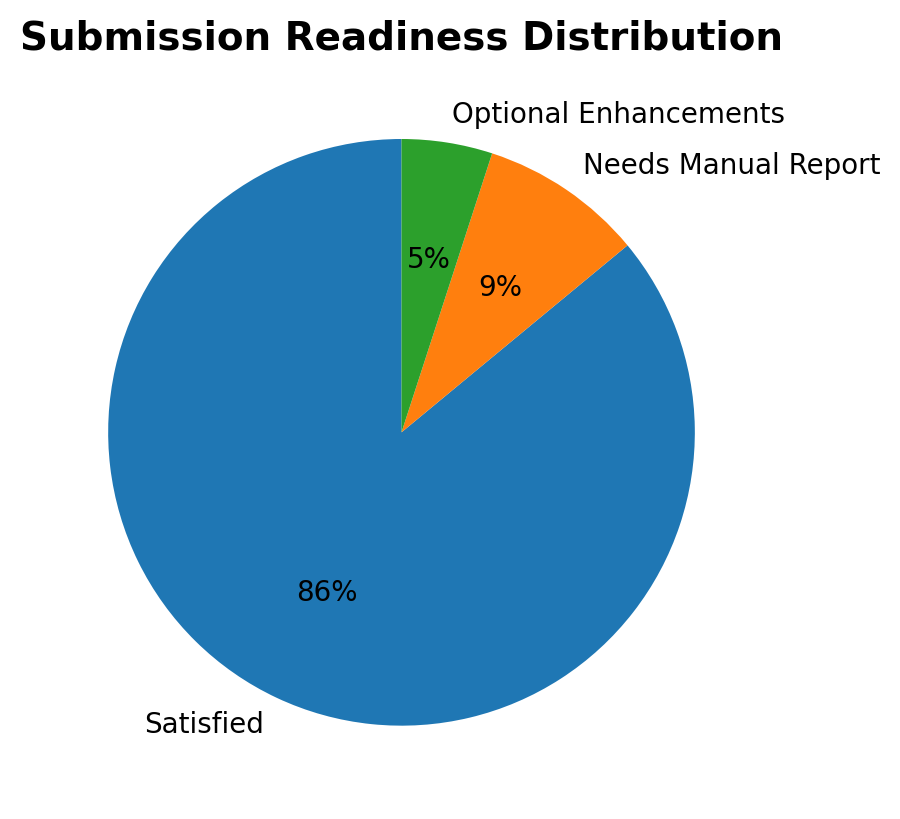 Submission Readiness Distribution
Optional Enhancements
Needs Manual Report
5%
9%
86%
Satisfied